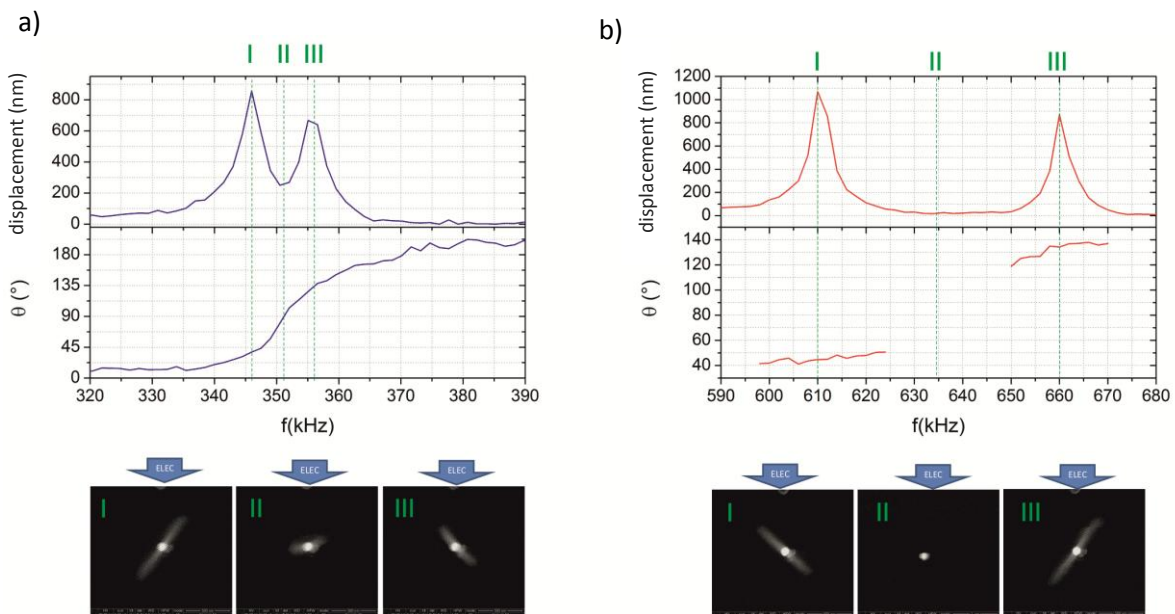 a)
I II III
displacement (nm)
800
600
400
200
0
θ (°)
180
135
90
45
0
320 330 340 350 360 370 380 390
f(kHz)
ELEC ELEC ELEC
I II III
b)
I II III
displacement (nm)
1200
1000
800
600
400
200
0
θ (°)
140
120
100
80
60
40
590 600 610 620 630 640 650 660 670 680
f(kHz)
ELEC ELEC ELEC
I II III